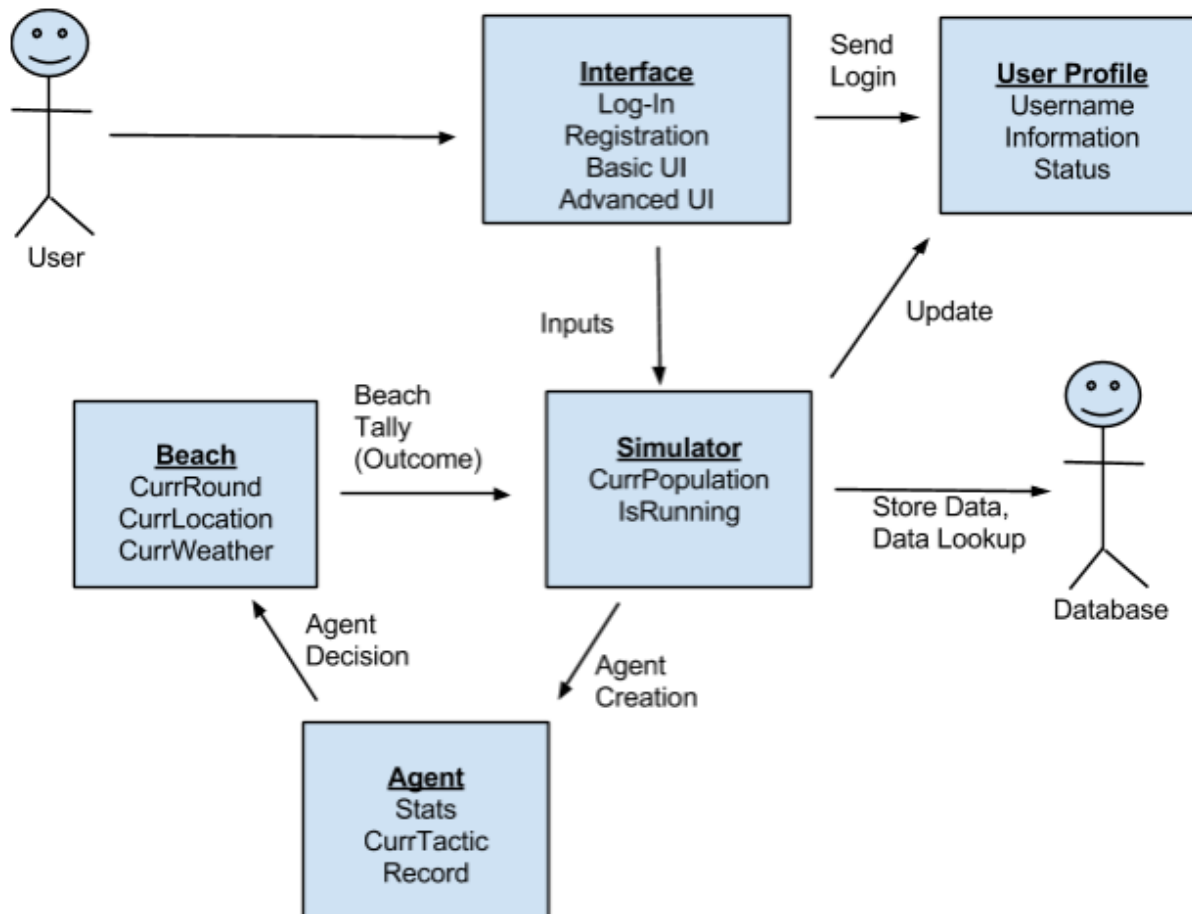 User
Interface
Log-In
Registration
Basic UI
Advanced UI
Send
Login
User Profile
Username
Information
Status
Inputs
Update
Beach
CurrRound
CurrLocation
CurrWeather
Beach
Tally
(Outcome)
Simulator
CurrPopulation
IsRunning
Store Data,
Data Lookup
Database
Agent
Decision
Agent
Creation
Agent
Stats
CurrTactic
Record